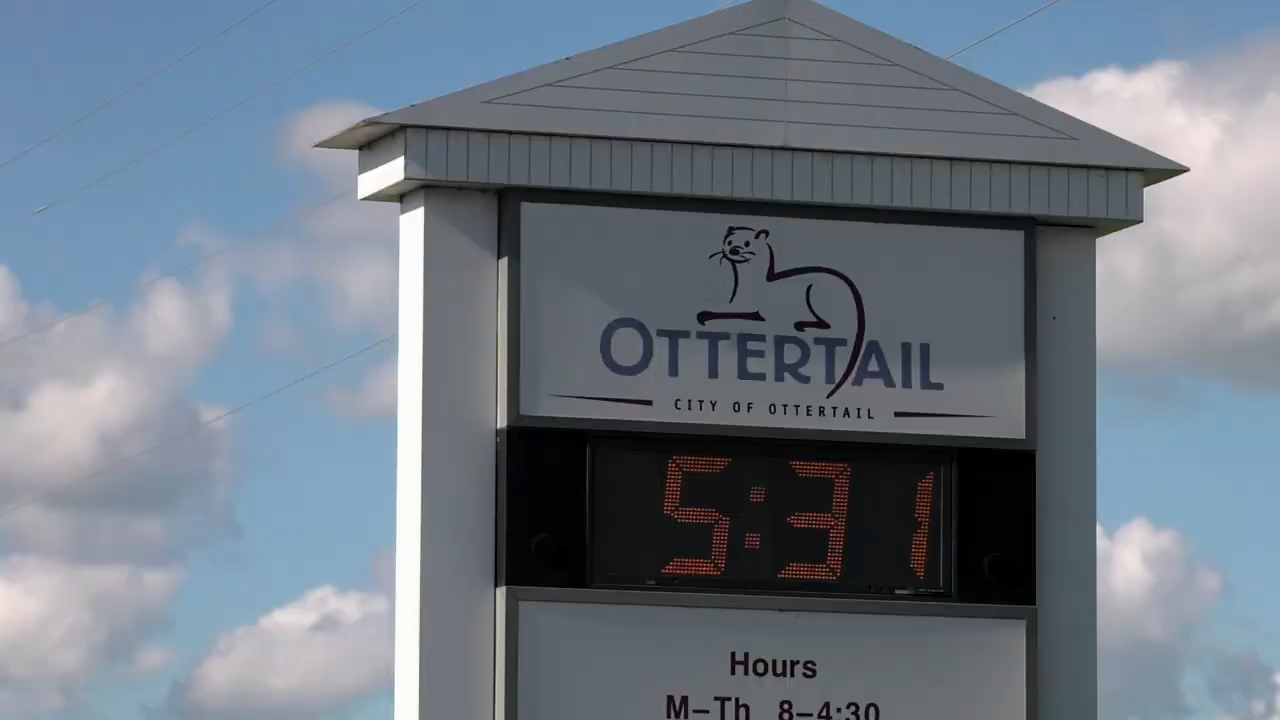 OTTERTAIL
CITY OF OTTERTAIL
5:31
Hours
M–Th 8–4:30